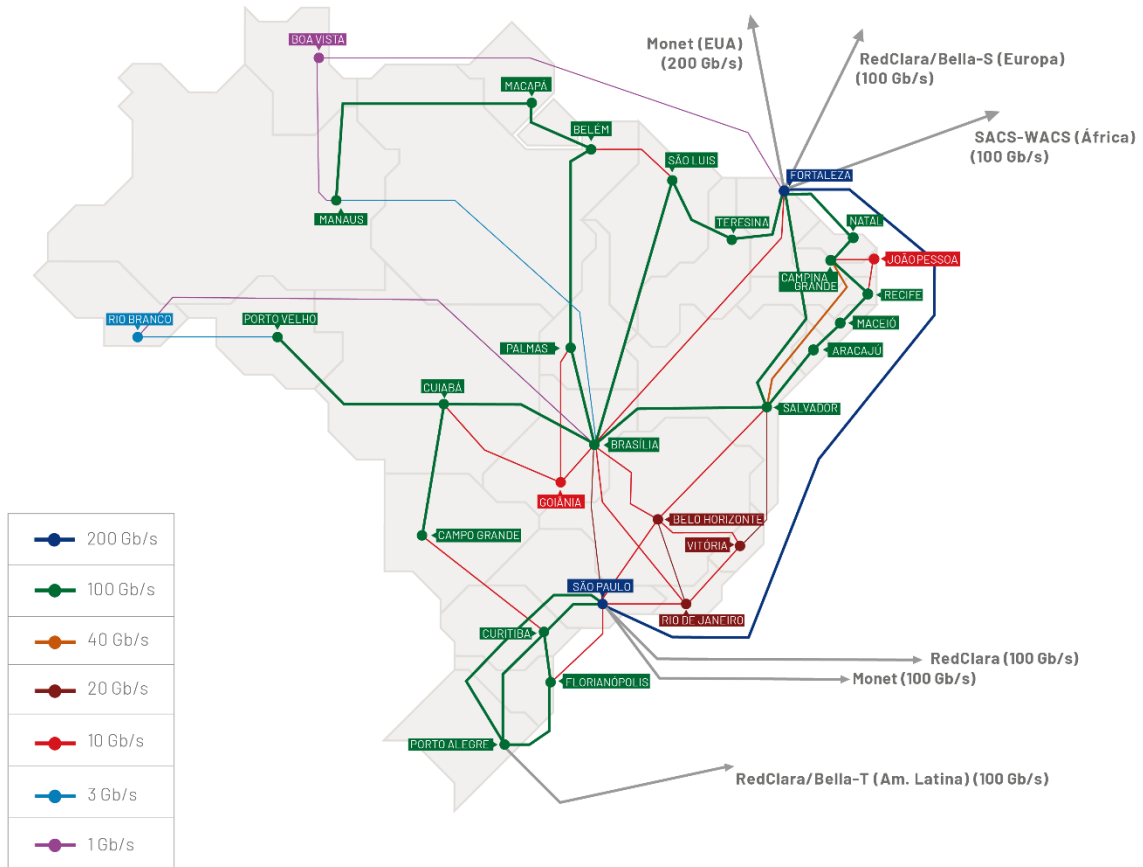 BOA VISTA
Monet (EUA)
(200 Gb/s)
RedClara/Bella-S (Europa)
(100 Gb/s)
MACAPÁ
BELÉM
SACS-WACS (África)
(100 Gb/s)
SÃO LUIS
FORTALEZA
MANAUS
TERESINA
NATAL
JOÃO PESSOA
CAMPINA
GRANDE
RECIFE
RIO BRANCO
PORTO VELHO
MACEIÓ
PALMAS
ARACAJÚ
CUIABÁ
SALVADOR
BRASÍLIA
GOIÂNIA
BELO HORIZONTE
CAMPO GRANDE
VITÓRIA
200 Gb/s
SÃO PAULO
100 Gb/s
RIO DE JANEIRO
CURITIBA
40 Gb/s
RedClara (100 Gb/s)
Monet (100 Gb/s)
FLORIANÓPOLIS
20 Gb/s
PORTO ALEGRE
10 Gb/s
RedClara/Bella-T (Am. Latina) (100 Gb/s)
3 Gb/s
1 Gb/s